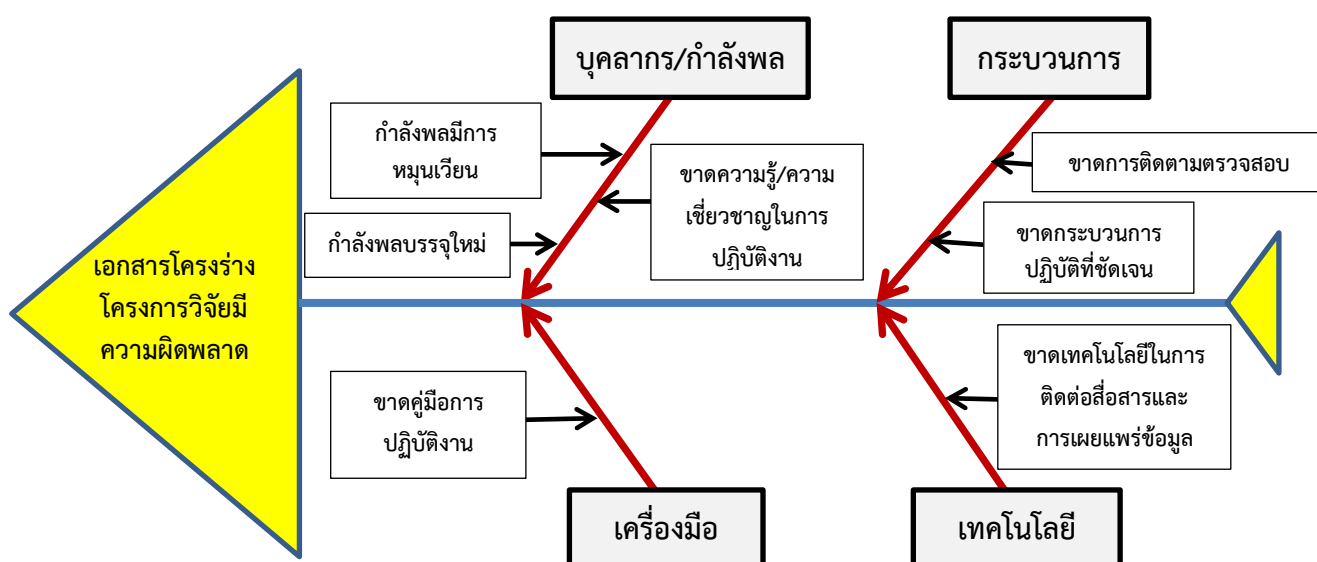 บุคลากร/กำลังพล
กระบวนการ
กำลังพลมีการ
หมุนเวียน
ขาดความรู้/ความ
เชี่ยวชาญในการ
ปฏิบัติงาน
ขาดการติดตามตรวจสอบ
กำลังพลบรรจุใหม่
ขาดกระบวนการ
ปฏิบัติที่ชัดเจน
เอกสารโครงร่าง
โครงการวิจัยมี
ความผิดพลาด
ขาดคู่มือการ
ปฏิบัติงาน
ขาดเทคโนโลยีในการ
ติดต่อสื่อสารและ
การเผยแพร่ข้อมูล
เครื่องมือ
เทคโนโลยี